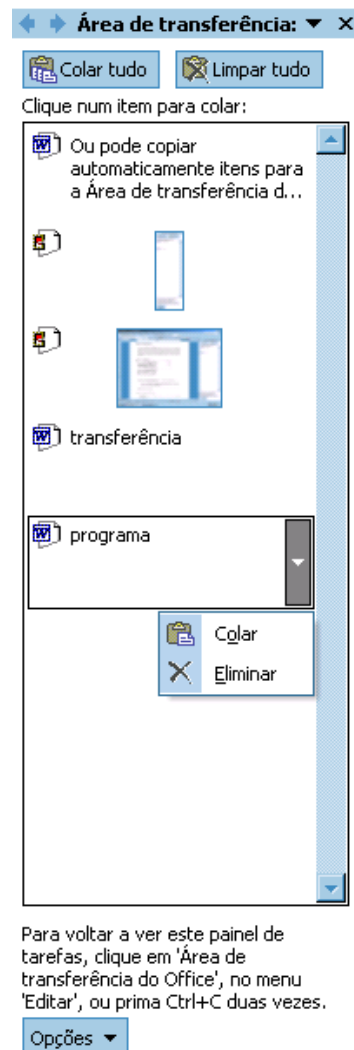 Área de transferência:
Colar tudo Limpar tudo
Clique num item para colar:
Ou pode copiar
automaticamente itens para
a Área de transferência d...
transferência
programa
Colar
Eliminar
Para voltar a ver este painel de
tarefas, clique em 'Área de
transferência do Office', no menu
'Editar', ou prima Ctrl+C duas vezes.
Opções